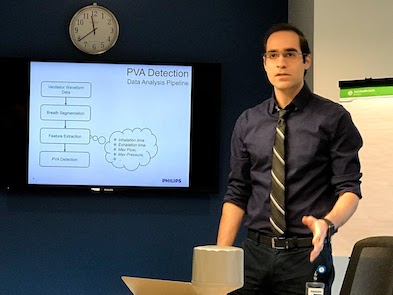 PVA Detection
Data Analysis Pipeline
Ventilator Waveform
Data
Breath Segmentation
Feature Extraction
PVA Detection
Inhalation time
Exhalation time
Max Flow,
Max Pressure,
PHILIPS